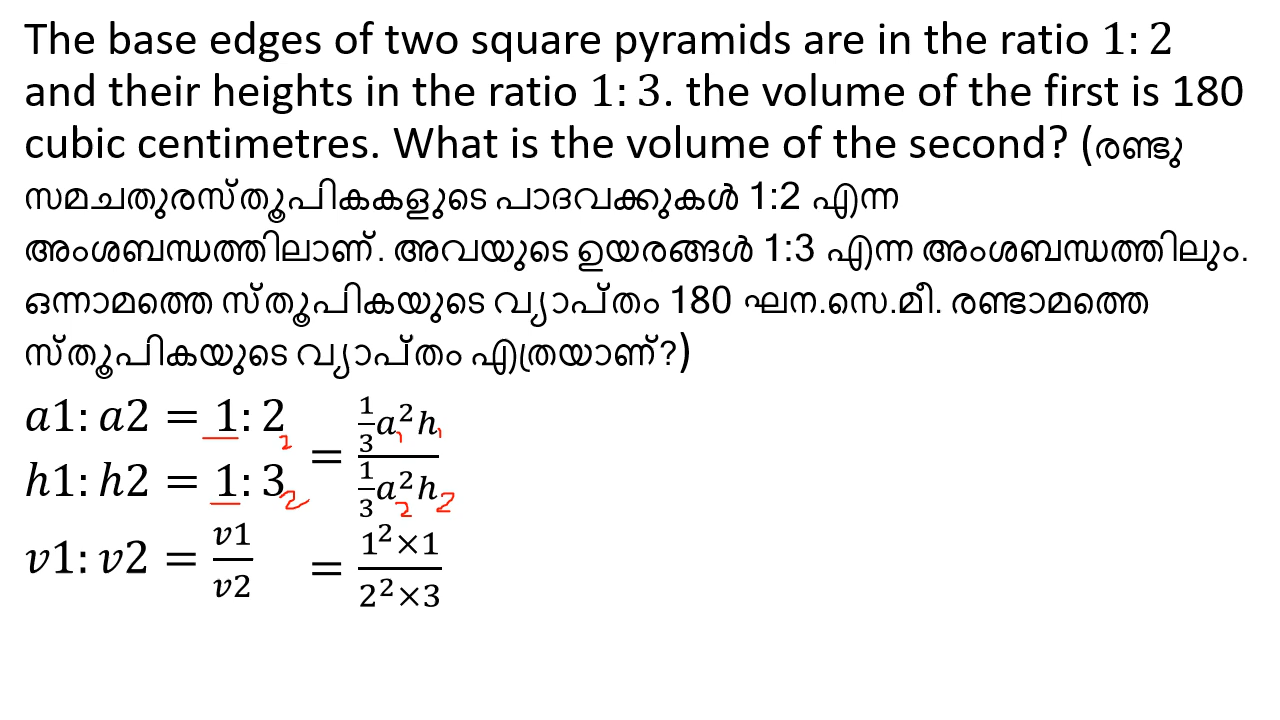 The base edges of two square pyramids are in the ratio 1: 2
and their heights in the ratio 1: 3. the volume of the first is 180
cubic centimetres. What is the volume of the second? (രണ്ടു
സമചതുരസ്തൂപികകളുടെ പാദവക്കുകൾ 1:2 എന്ന
അംശബന്ധത്തിലാണ്. അവയുടെ ഉയരങ്ങൾ 1:3 എന്ന അംശബന്ധത്തിലും.
ഒന്നാമത്തെ സ്തൂപികയുടെ വ്യാപ്തം 180 ഘന.സെ.മീ. രണ്ടാമത്തെ
സ്തൂപികയുടെ വ്യാപ്തം എത്രയാണ്?)
a1: a2 = 1: 2 2
h1: h2 = 1: 3 2
= (1/3 a₁²h₁)/(1/3 a₂²h₂)
v1: v2 = v1/v2
= (1²×1)/(2²×3)